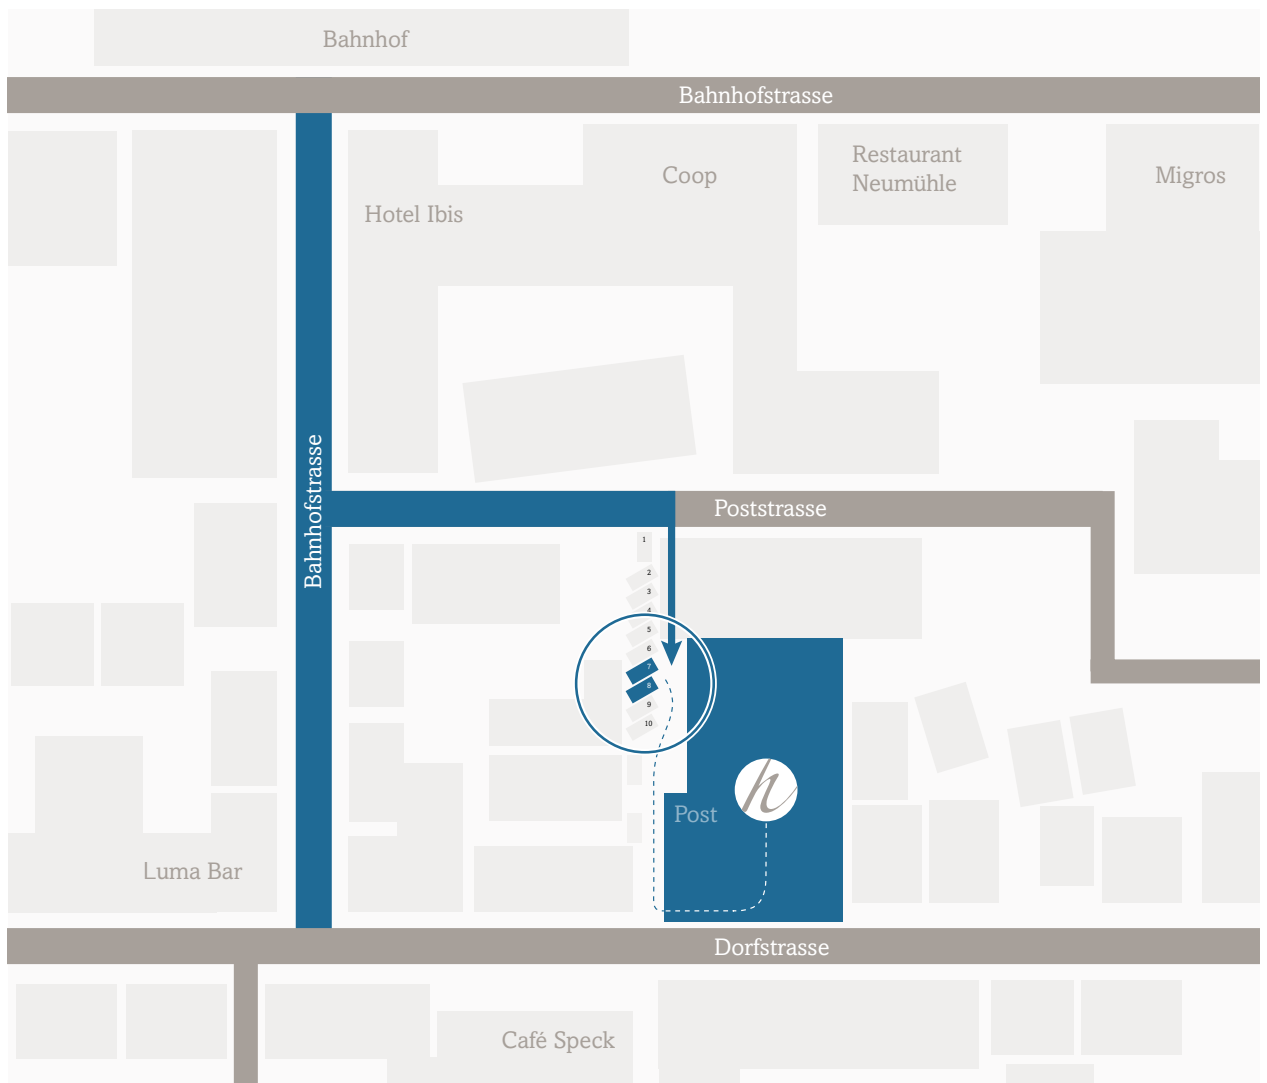 Bahnhof
Bahnhofstrasse
Restaurant
Neumühle
Coop
Migros
Hotel Ibis
Bahnhofstrasse
Poststrasse
1
2
3
4
5
6
7
8
9
10
h
Post
Luma Bar
Dorfstrasse
Café Speck